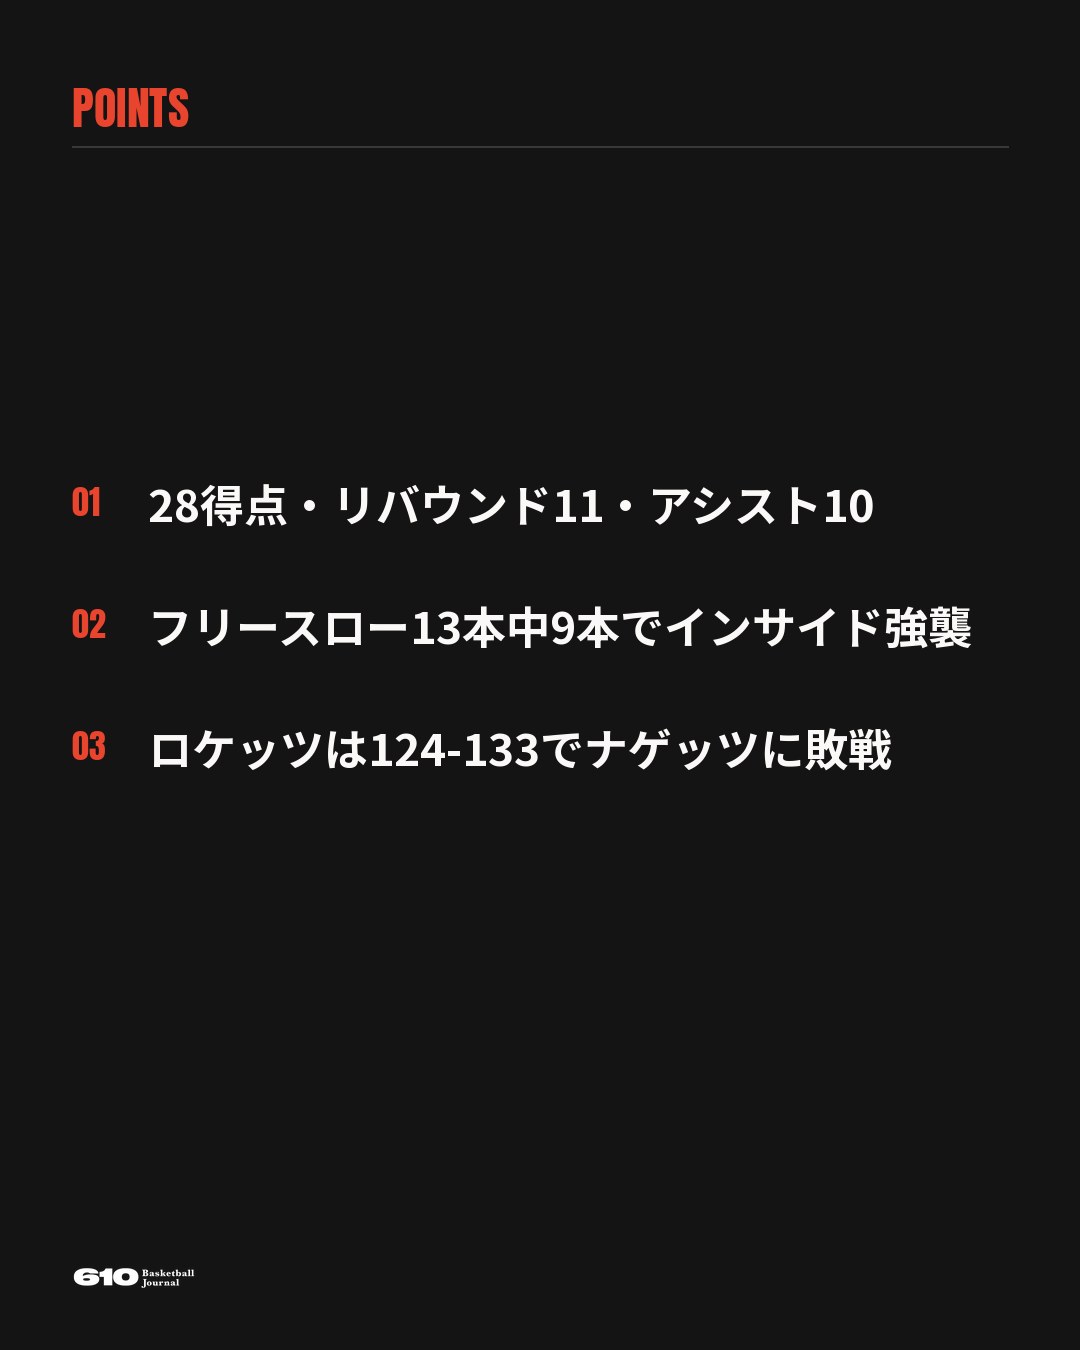 POINTS
01 28得点・リバウンド11・アシスト10
02 フリースロー13本中9本でインサイド強襲
03 ロケッツは124-133でナゲッツに敗戦
610 Basketball
Journal